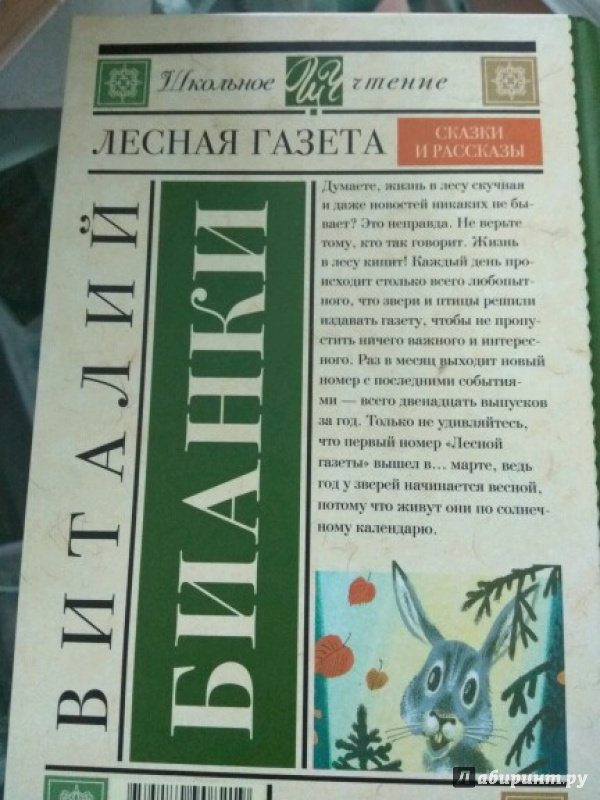 Школьное ШЧ чтение
ЛЕСНАЯ ГАЗЕТА
СКАЗКИ
И РАССКАЗЫ
ВИТАЛИЙ
БИАНКИ
Думаете, жизнь в лесу скучная
и даже новостей никаких не бы-
вает? Это неправда. Не верьте
тому, кто так говорит. Жизнь
в лесу кипит! Каждый день про-
исходит столько всего любопыт-
ного, что звери и птицы решили
издавать газету, чтобы не пропу-
стить ничего важного и интерес-
ного. Раз в месяц выходит новый
номер с последними события-
ми — всего двенадцать выпусков
за год. Только не удивляйтесь,
что первый номер «Лесной
газеты» вышел в... марте, ведь
год у зверей начинается весной,
потому что живут они по солнеч-
ному календарю.
Лабиринт.ру